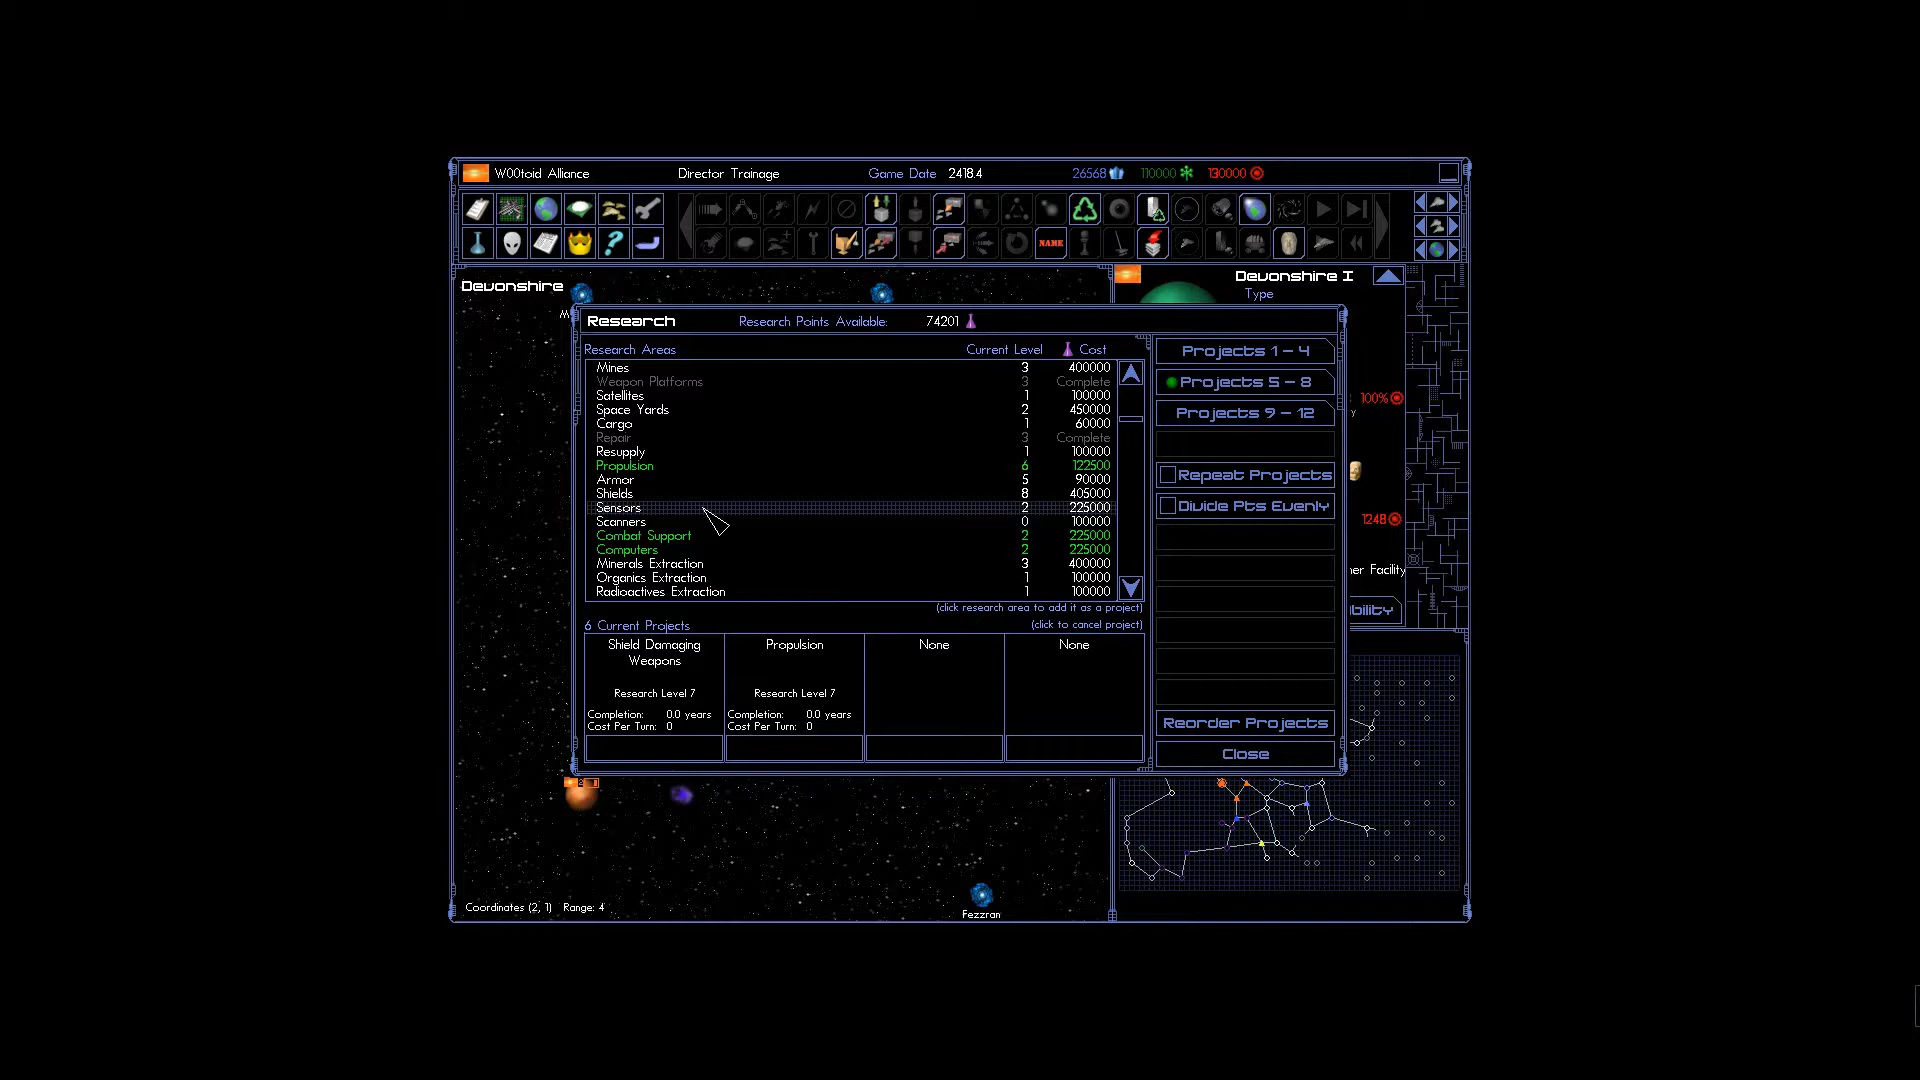 W00toid Alliance Director Trainage Game Date 2418.4 26568 110000 130000
NAME
Devonshire
Devonshire I
Type
M
Research Research Points Available: 74201
Research Areas Current Level Cost
Mines 3 400000
Weapon Platforms 3 Complete
Satellites 1 100000
Space Yards 2 450000
Cargo 1 60000
Repair 3 Complete
Resupply 1 100000
Propulsion 6 122500
Armor 5 90000
Shields 8 405000
Sensors 2 225000
Scanners 0 100000
Combat Support 2 225000
Computers 2 225000
Minerals Extraction 3 400000
Organics Extraction 1 100000
Radioactives Extraction 1 100000
(click research area to add it as a project)
6 Current Projects (click to cancel project)
Shield Damaging
Weapons
Research Level 7
Completion: 0.0 years
Cost Per Turn: 0
Propulsion
Research Level 7
Completion: 0.0 years
Cost Per Turn: 0
None
None
Projects 1 - 4
Projects 5 - 8
Projects 9 - 12
Repeat Projects
Divide Pts Evenly
Reorder Projects
Close
100%
y
1248
her Facility
ibility
Fezzran
Coordinates (2, 1) Range: 4